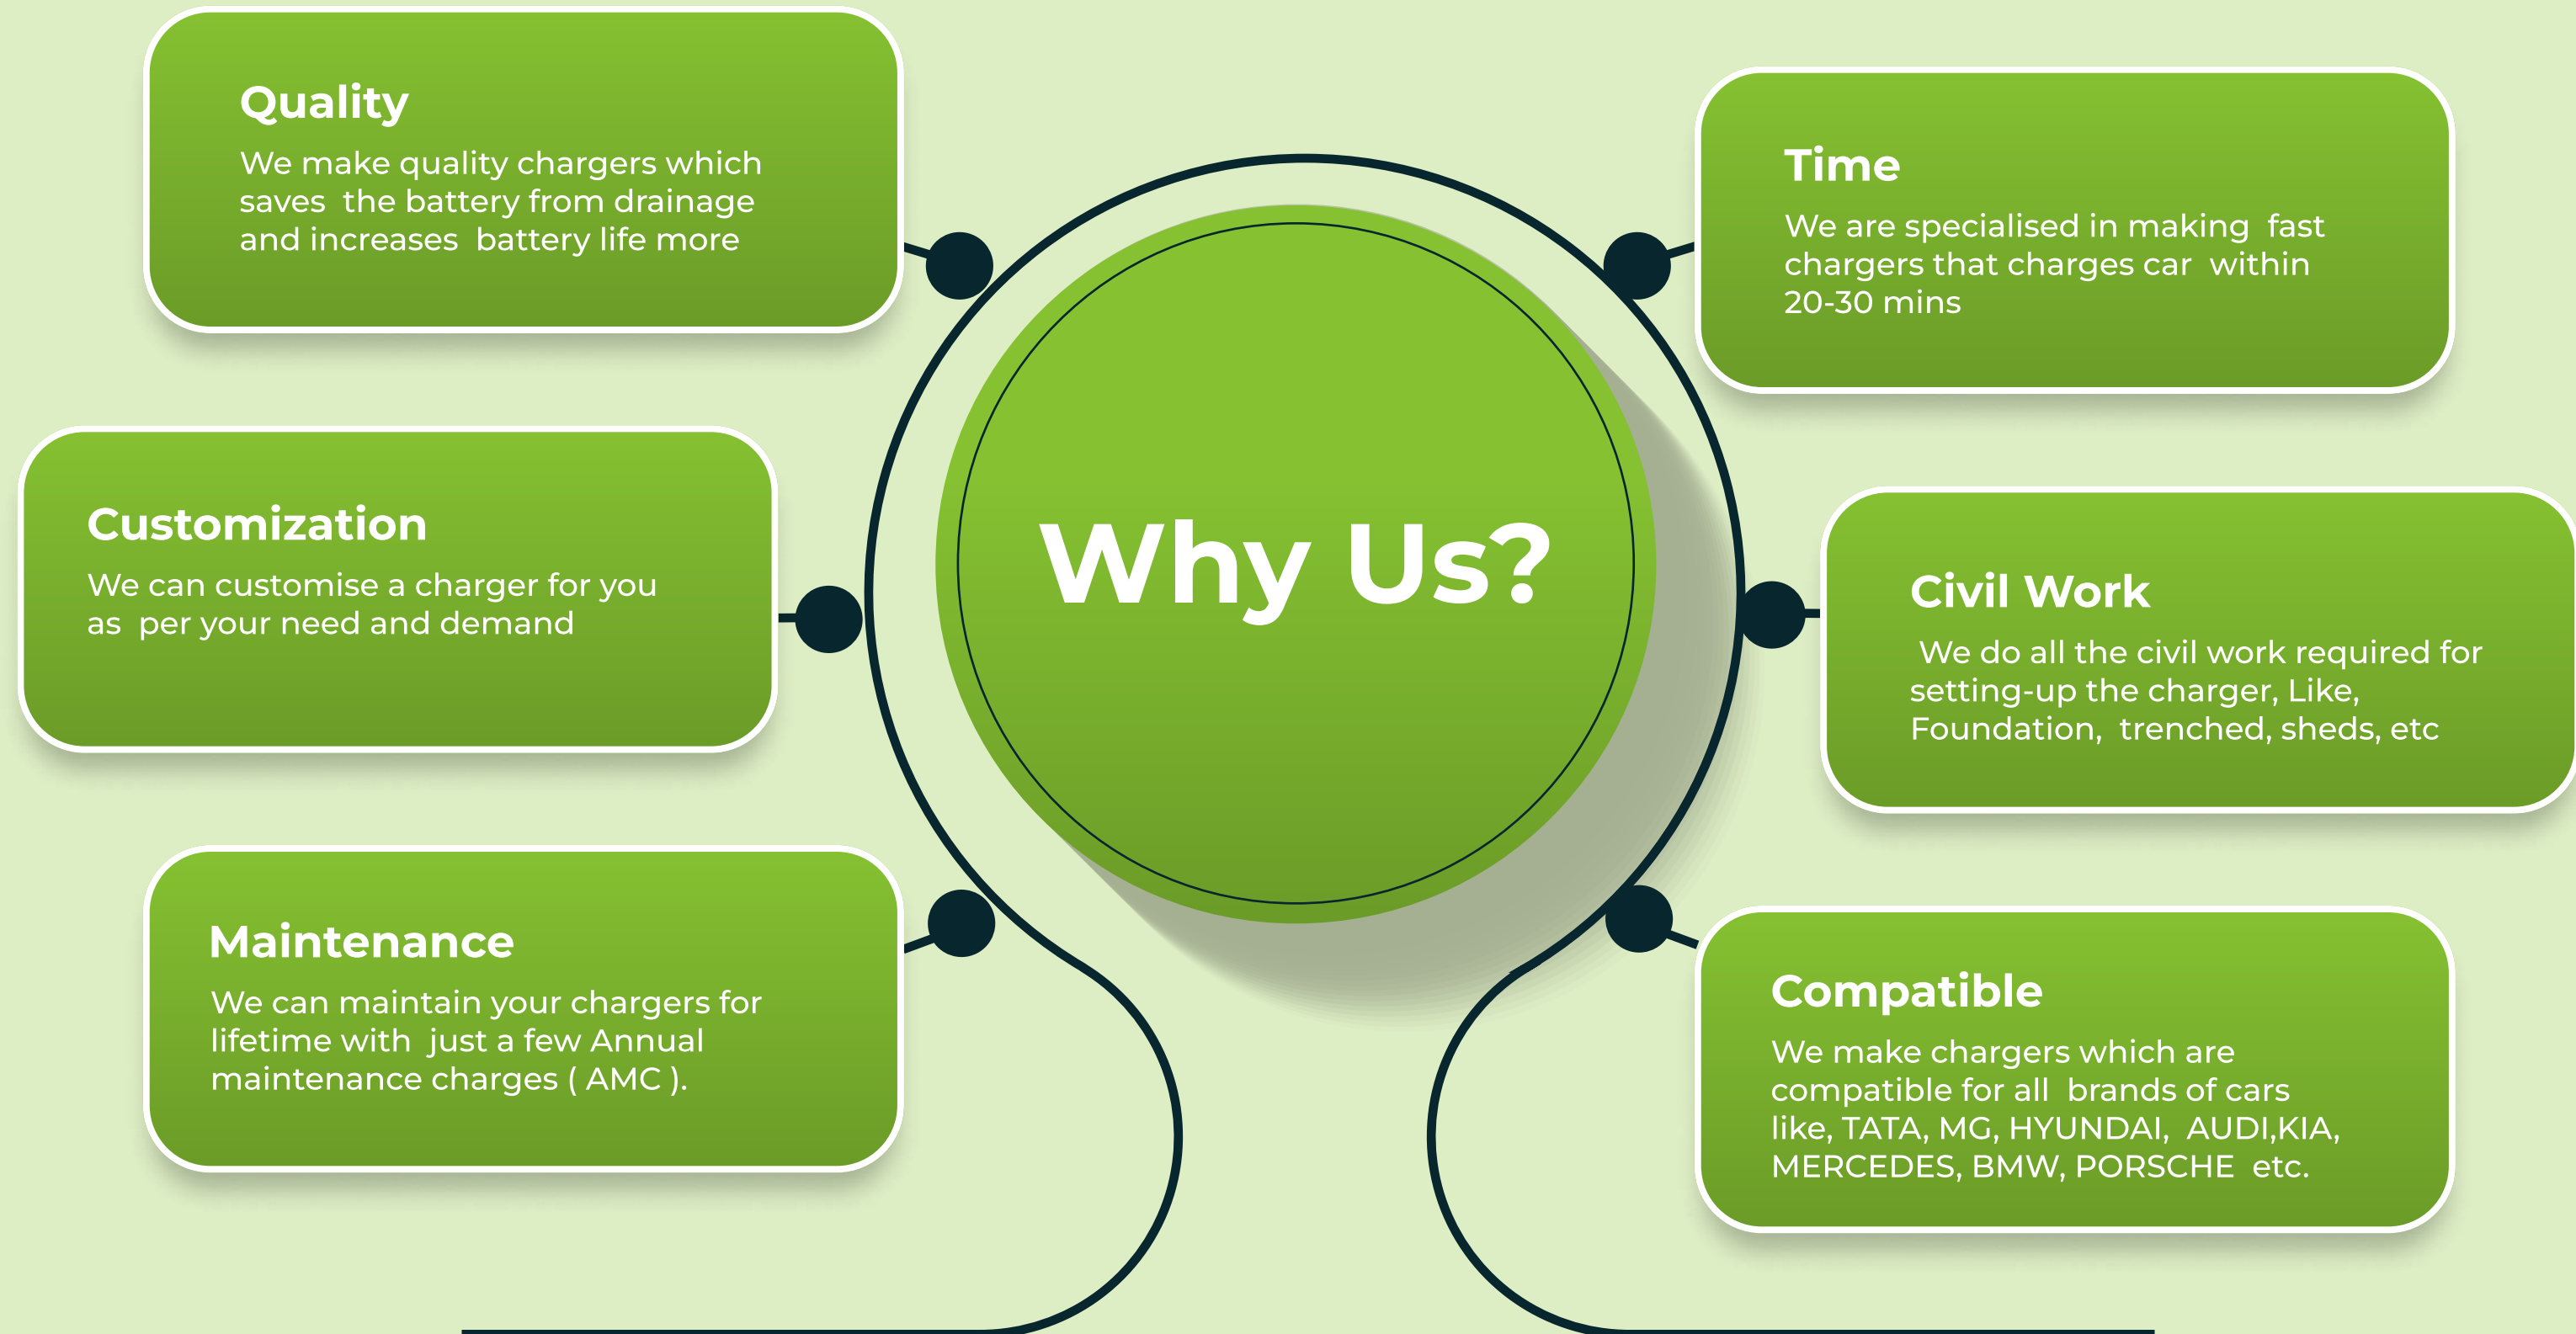 Quality
We make quality chargers which
saves  the battery from drainage
and increases  battery life more
Customization
We can customise a charger for you
as  per your need and demand
Maintenance
We can maintain your chargers for
lifetime with  just a few Annual
maintenance charges ( AMC ).
Why Us?
Time
We are specialised in making  fast
chargers that charges car  within
20-30 mins
Civil Work
We do all the civil work required for
setting-up the charger, Like,
Foundation,  trenched, sheds, etc
Compatible
We make chargers which are
compatible for all  brands of cars
like, TATA, MG, HYUNDAI,  AUDI,KIA,
MERCEDES, BMW, PORSCHE  etc.